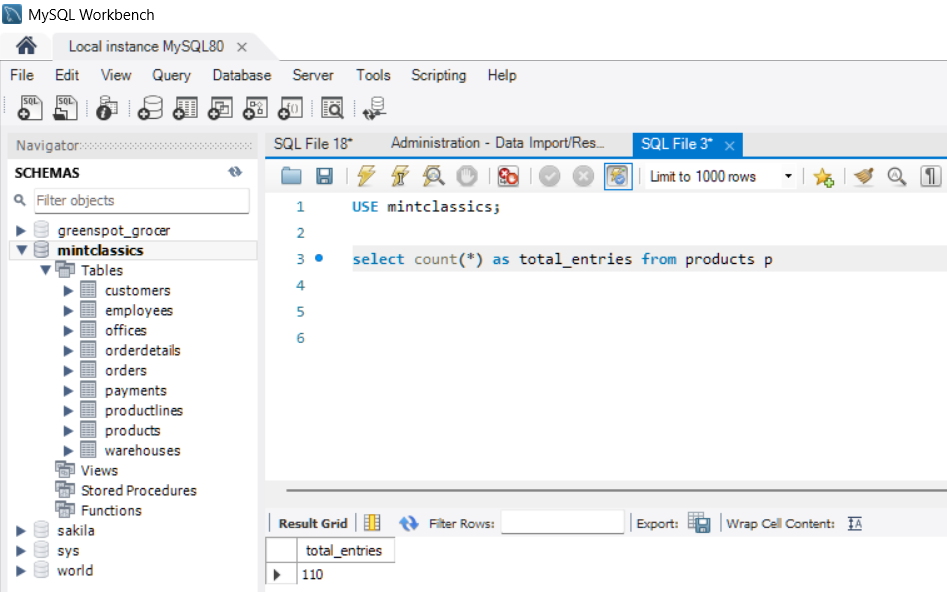 MySQL Workbench
Local instance MySQL80
File Edit View Query Database Server Tools Scripting Help
SQL SQL
Navigator
SCHEMAS
Filter objects
greenspot_grocer
mintclassics
Tables
customers
employees
offices
orderdetails
orders
payments
productlines
products
warehouses
Views
Stored Procedures
Functions
sakila
sys
world
SQL File 18* Administration - Data Import/Res... SQL File 3*
Limit to 1000 rows
1 USE mintclassics;
2
3 select count(*) as total_entries from products p
4
5
6
Result Grid Filter Rows: Export: Wrap Cell Content: IA
total_entries
110